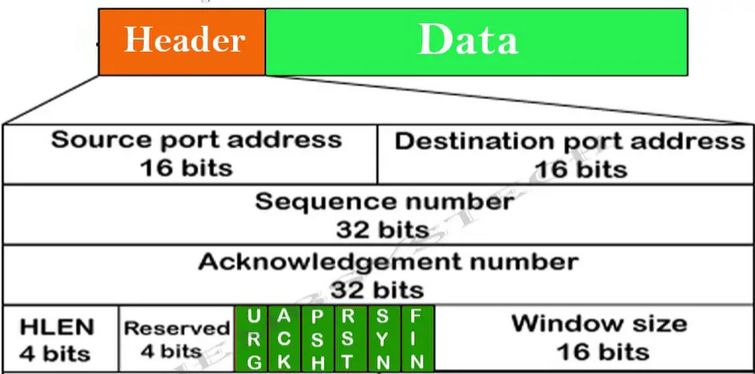 Header Data
Source port address Destination port address
16 bits 16 bits
Sequence number
32 bits
Acknowledgement number
32 bits
HLEN Reserved URG ACK PSH RST SYN FIN Window size
4 bits 4 bits 16 bits